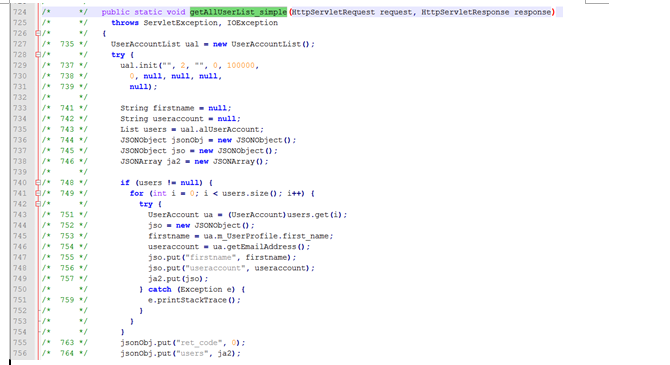 724 /* */ public static void getAllUserList_simple(HttpServletRequest request, HttpServletResponse response)
725 /* */ throws ServletException, IOException
726 /* */ {
727 /* 735 */ UserAccountList ual = new UserAccountList();
728 /* */ try {
729 /* 737 */ ual.init("", 2, "", 0, 100000,
730 /* 738 */ 0, null, null, null,
731 /* 739 */ null);
732 /* */
733 /* 741 */ String firstname = null;
734 /* 742 */ String useraccount = null;
735 /* 743 */ List users = ual.alUserAccount;
736 /* 744 */ JSONObject jsonObj = new JSONObject();
737 /* 745 */ JSONObject jso = new JSONObject();
738 /* 746 */ JSONArray ja2 = new JSONArray();
739 /* */
740 /* 748 */ if (users != null) {
741 /* 749 */ for (int i = 0; i < users.size(); i++) {
742 /* */ try {
743 /* 751 */ UserAccount ua = (UserAccount)users.get(i);
744 /* 752 */ jso = new JSONObject();
745 /* 753 */ firstname = ua.m_UserProfile.first_name;
746 /* 754 */ useraccount = ua.getEmailAddress();
747 /* 755 */ jso.put("firstname", firstname);
748 /* 756 */ jso.put("useraccount", useraccount);
749 /* 757 */ ja2.put(jso);
750 /* */ } catch (Exception e) {
751 /* 759 */ e.printStackTrace();
752 /* */ }
753 /* */ }
754 /* */ }
755 /* 763 */ jsonObj.put("ret_code", 0);
756 /* 764 */ jsonObj.put("users", ja2);